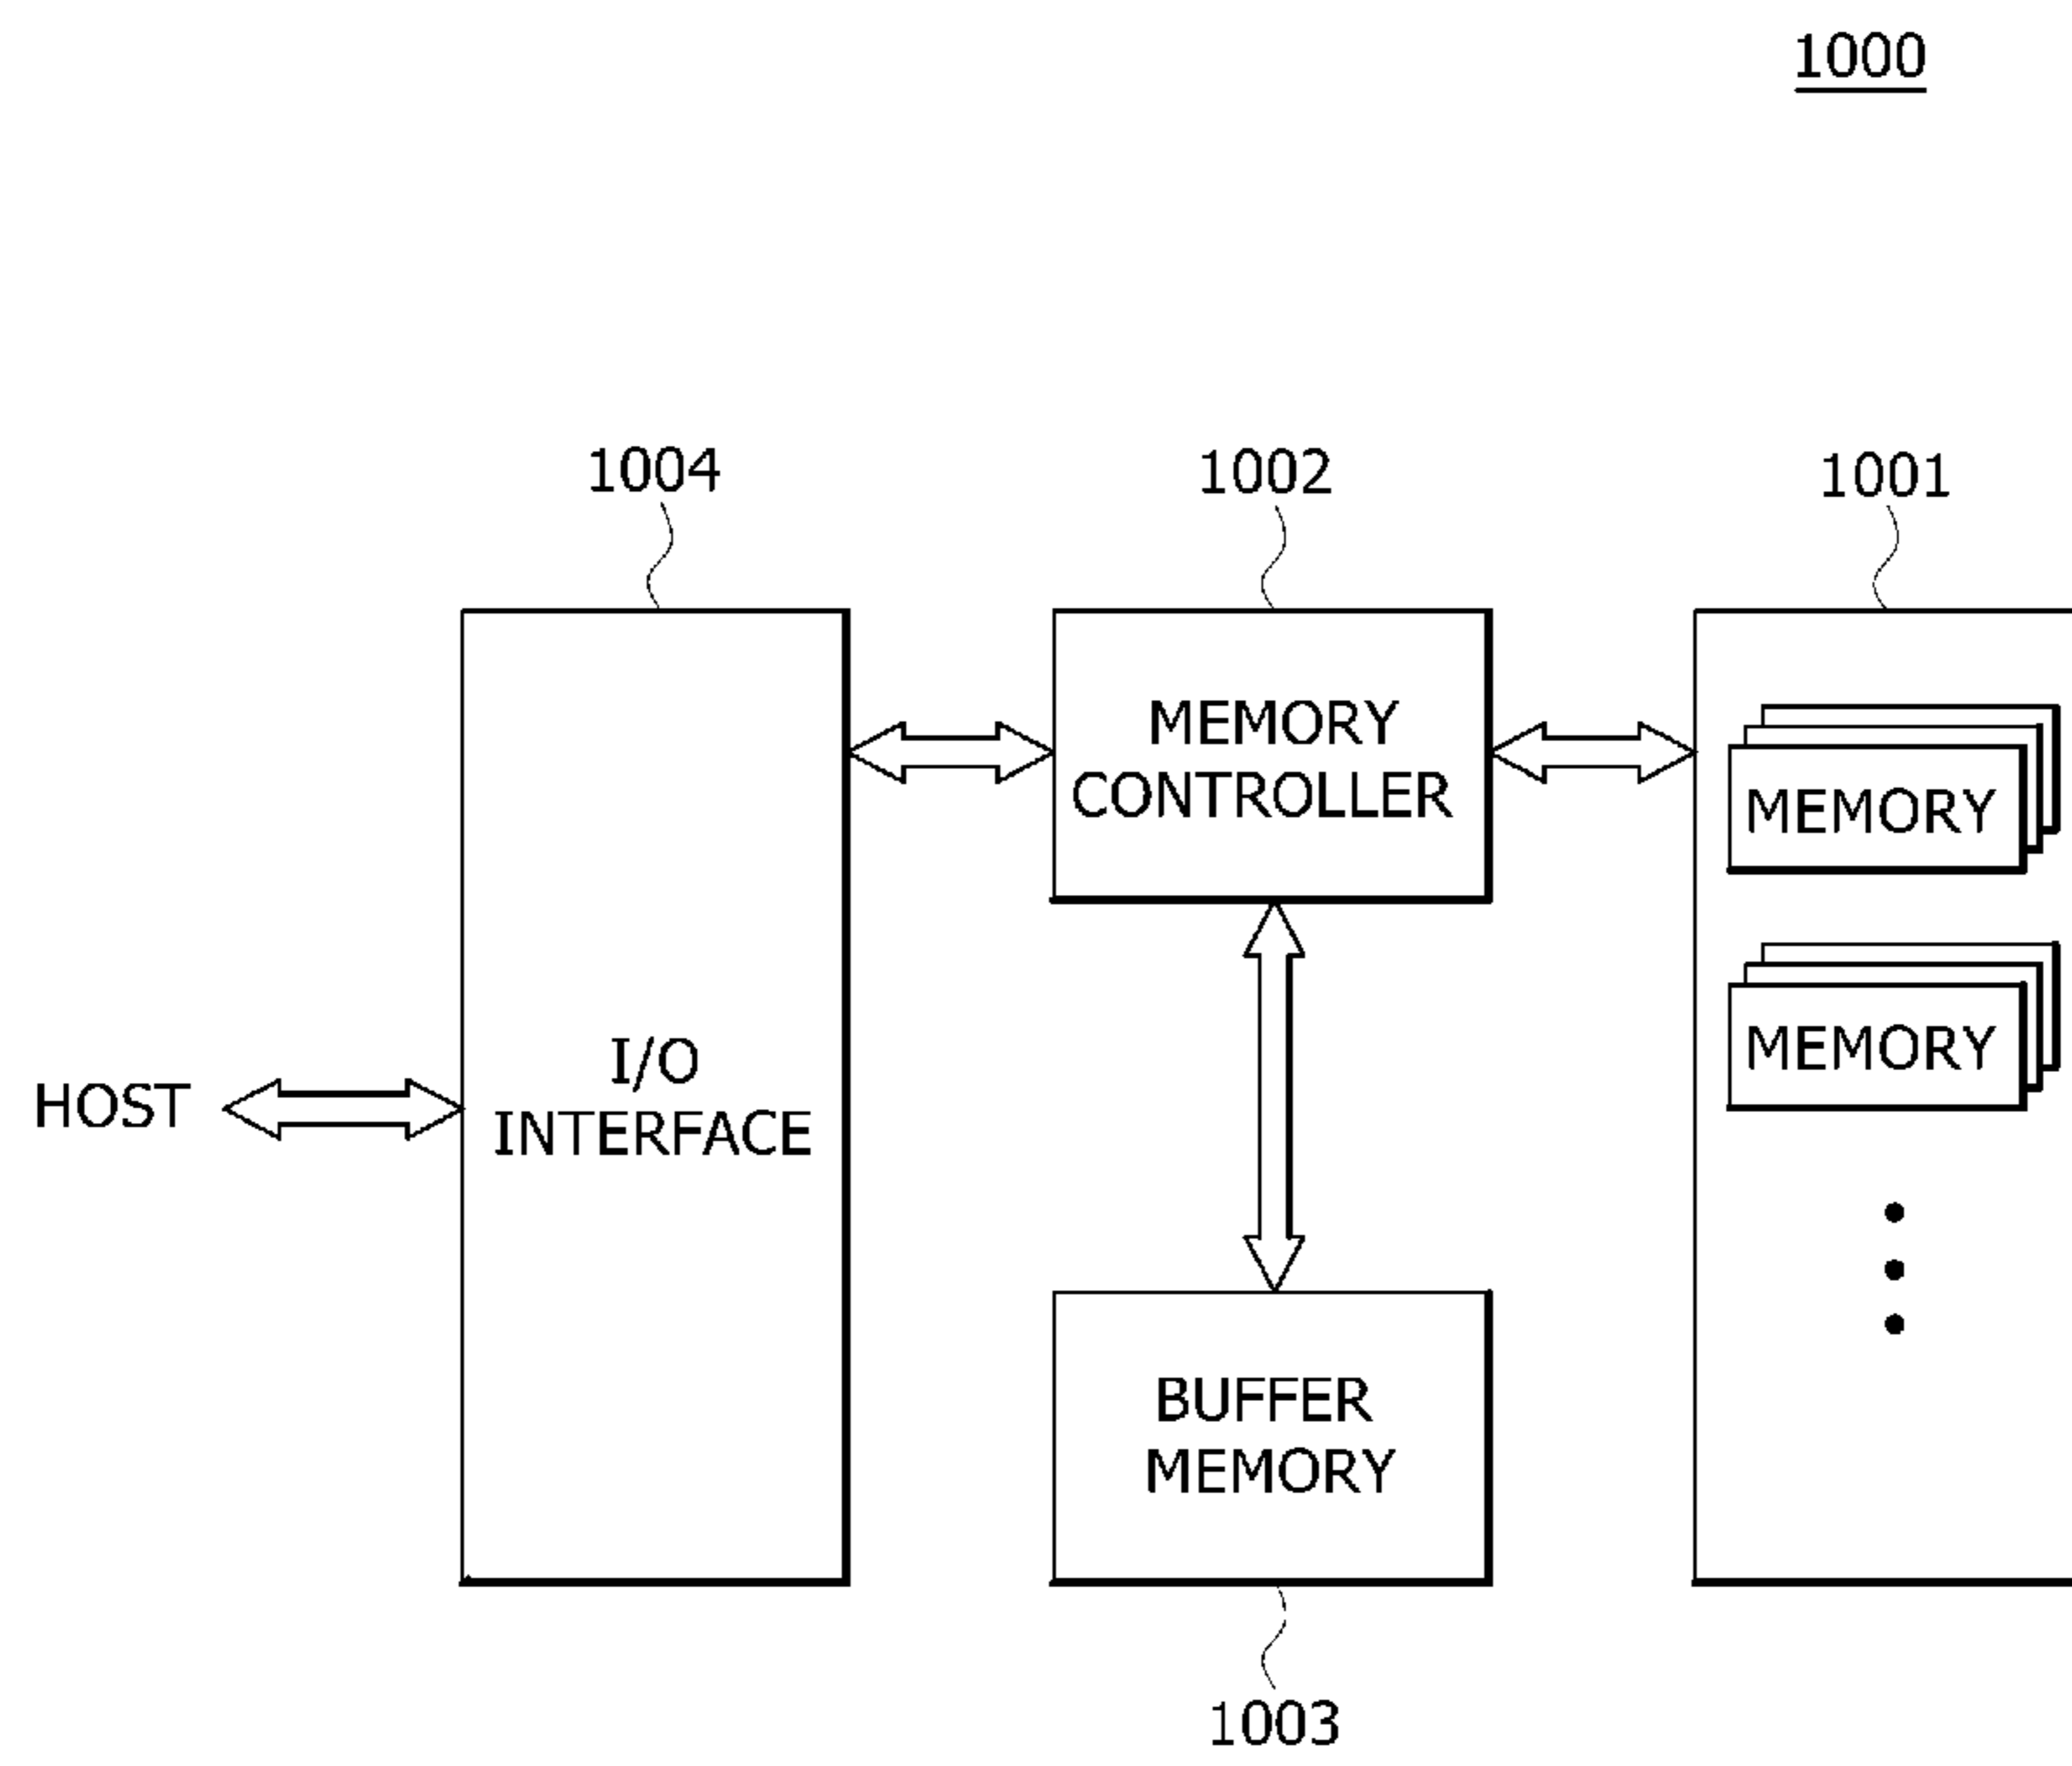 1000
1004
1002
1001
MEMORY
CONTROLLER
MEMORY
MEMORY
I/O
INTERFACE
HOST
BUFFER
MEMORY
1003